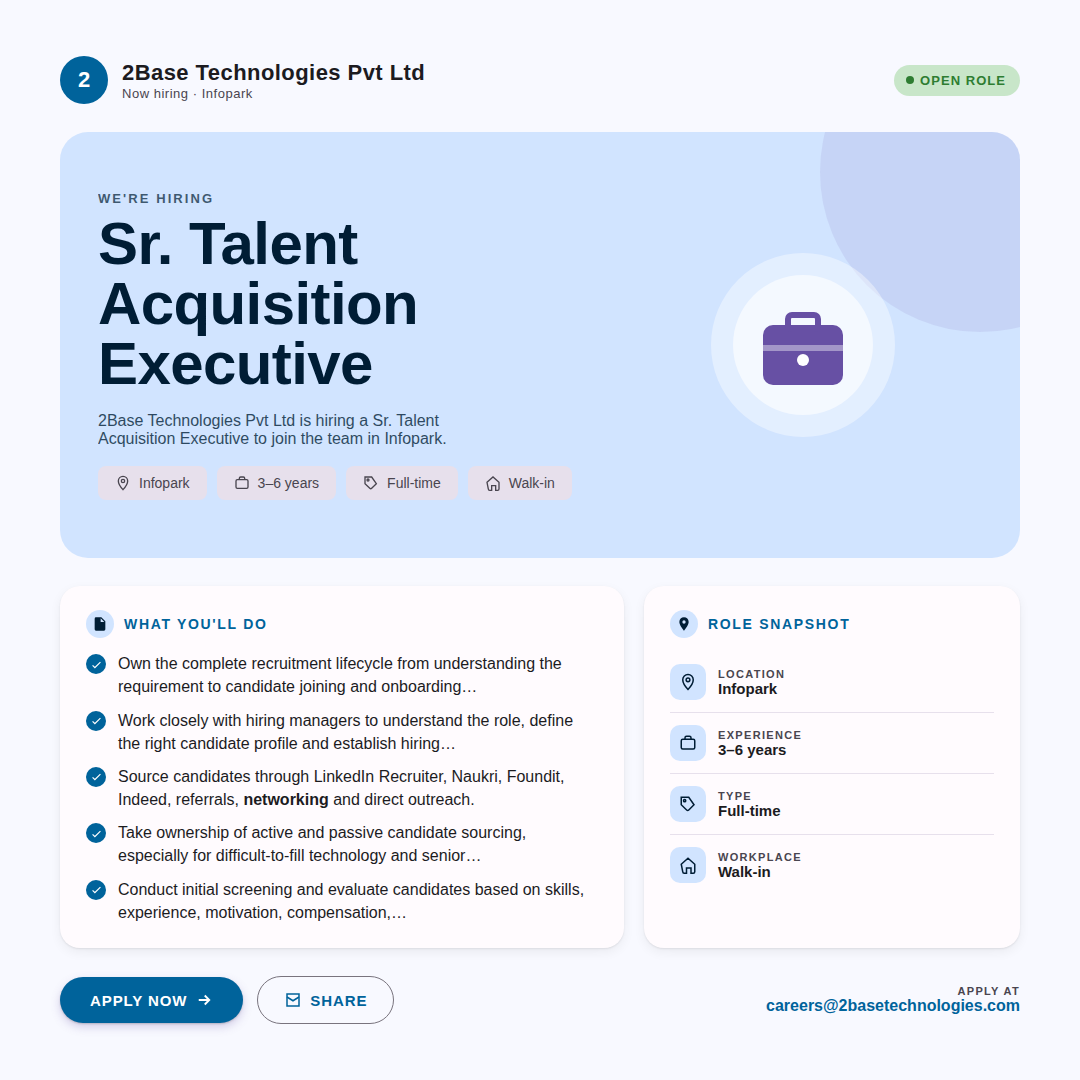 2
2Base Technologies Pvt Ltd
Now hiring · Infopark
OPEN ROLE
WE'RE HIRING
Sr. Talent
Acquisition
Executive
2Base Technologies Pvt Ltd is hiring a Sr. Talent
Acquisition Executive to join the team in Infopark.
Infopark
3–6 years
Full-time
Walk-in
WHAT YOU'LL DO
Own the complete recruitment lifecycle from understanding the
requirement to candidate joining and onboarding…
Work closely with hiring managers to understand the role, define
the right candidate profile and establish hiring…
Source candidates through LinkedIn Recruiter, Naukri, Foundit,
Indeed, referrals, networking and direct outreach.
Take ownership of active and passive candidate sourcing,
especially for difficult-to-fill technology and senior…
Conduct initial screening and evaluate candidates based on skills,
experience, motivation, compensation,…
ROLE SNAPSHOT
LOCATION
Infopark
EXPERIENCE
3–6 years
TYPE
Full-time
WORKPLACE
Walk-in
APPLY NOW
SHARE
APPLY AT
careers@2basetechnologies.com